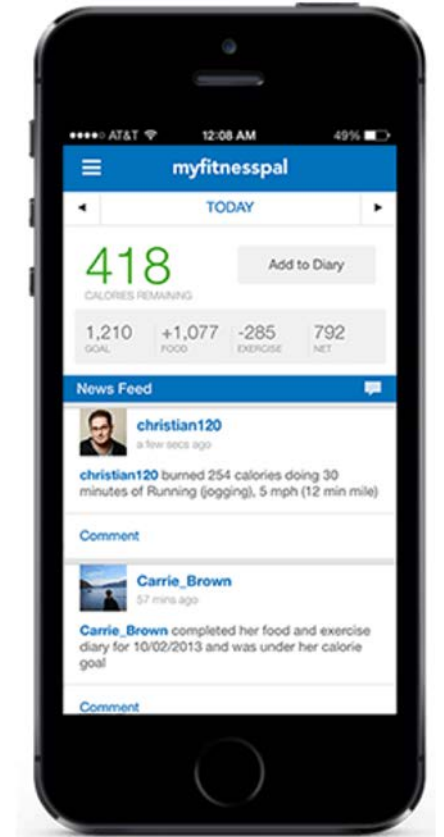 AT&T 12:08 AM 49%
myfitnesspal
TODAY
418 Add to Diary
CALORIES REMAINING
1,210 +1,077 -285 792
GOAL FOOD EXERCISE NET
News Feed
christian120
a few secs ago
christian120 burned 254 calories doing 30
minutes of Running (jogging), 5 mph (12 min mile)
Comment
Carrie_Brown
57 mins ago
Carrie_Brown completed her food and exercise
diary for 10/02/2013 and was under her calorie
goal
Comment